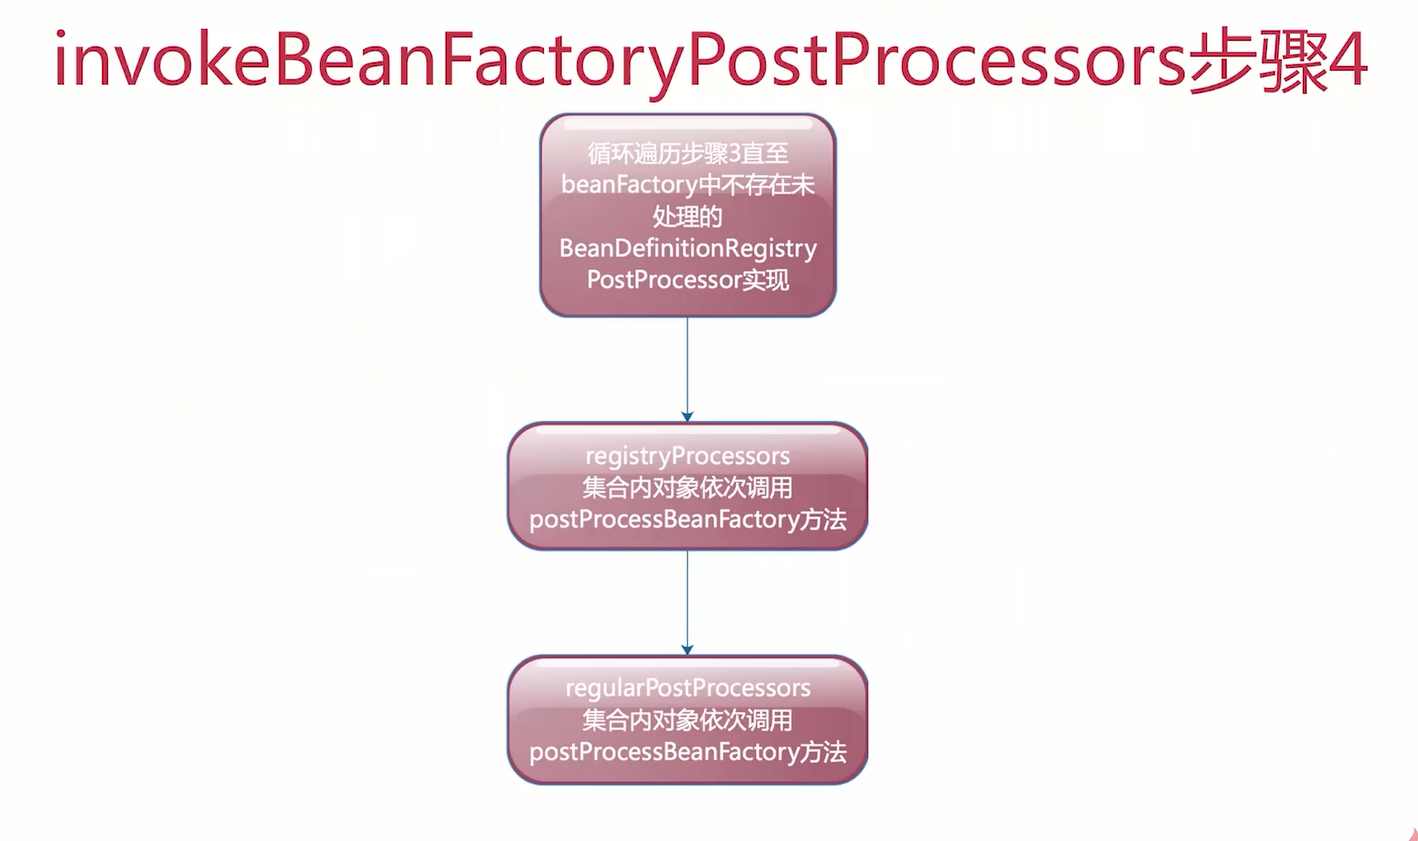 invokeBeanFactoryPostProcessors步骤4
循环遍历步骤3直至
beanFactory中不存在未
处理的
BeanDefinitionRegistry
PostProcessor实现
registryProcessors
集合内对象依次调用
postProcessBeanFactory方法
regularPostProcessors
集合内对象依次调用
postProcessBeanFactory方法